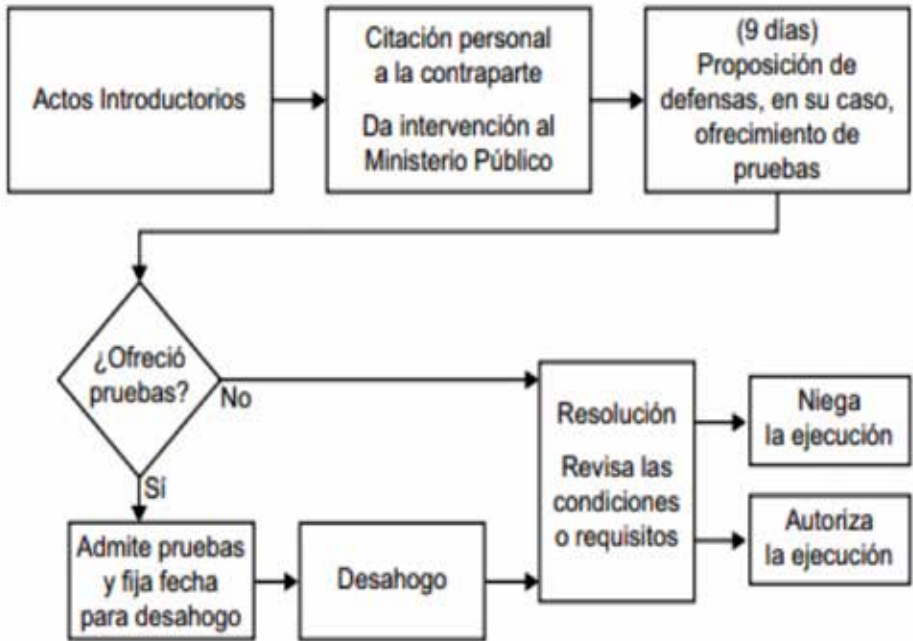 Actos Introductorios
Citación personal
a la contraparte
Da intervención al
Ministerio Público
(9 días)
Proposición de
defensas, en su caso,
ofrecimiento de
pruebas
¿Ofreció
pruebas?
No
Sí
Admite pruebas
y fija fecha
para desahogo
Desahogo
Resolución
Revisa las
condiciones
o requisitos
Niega
la ejecución
Autoriza
la ejecución